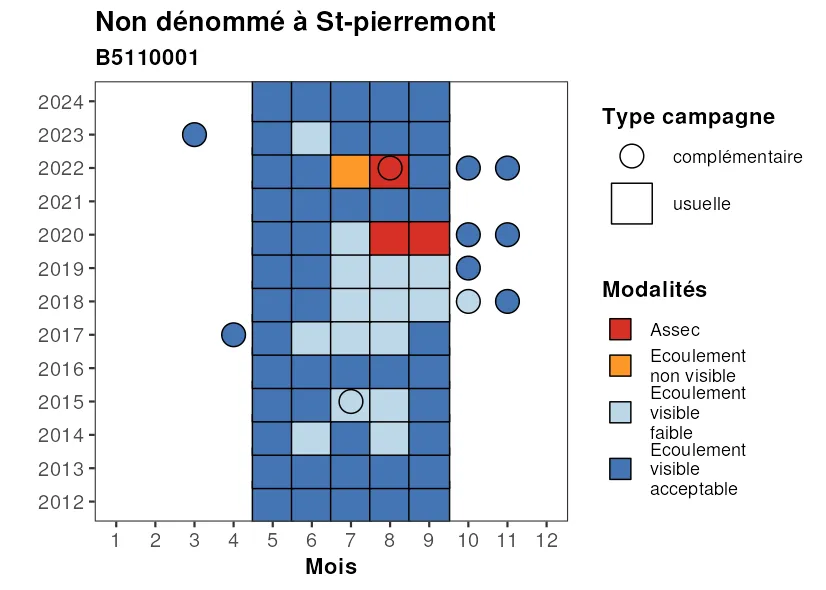 Non dénommé à St-pierremont
B5110001
2024
2023
2022
2021
2020
2019
2018
2017
2016
2015
2014
2013
2012
1 2 3 4 5 6 7 8 9 10 11 12
Mois
Type campagne
complémentaire
usuelle
Modalités
Assec
Ecoulement
non visible
Ecoulement
visible
faible
Ecoulement
visible
acceptable